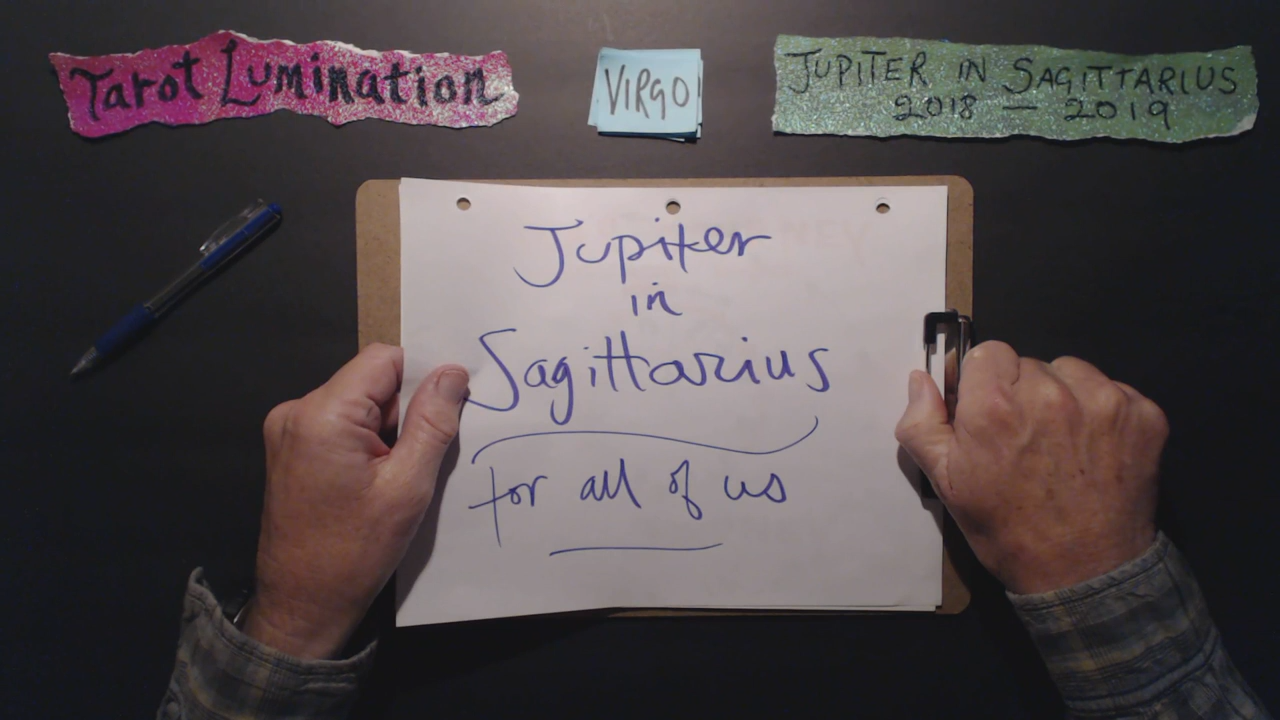 Tarot Lumination
VIRGO
JUPITER IN SAGITTARIUS
2018 — 2019
Jupiter
in
Sagittarius
for all of us